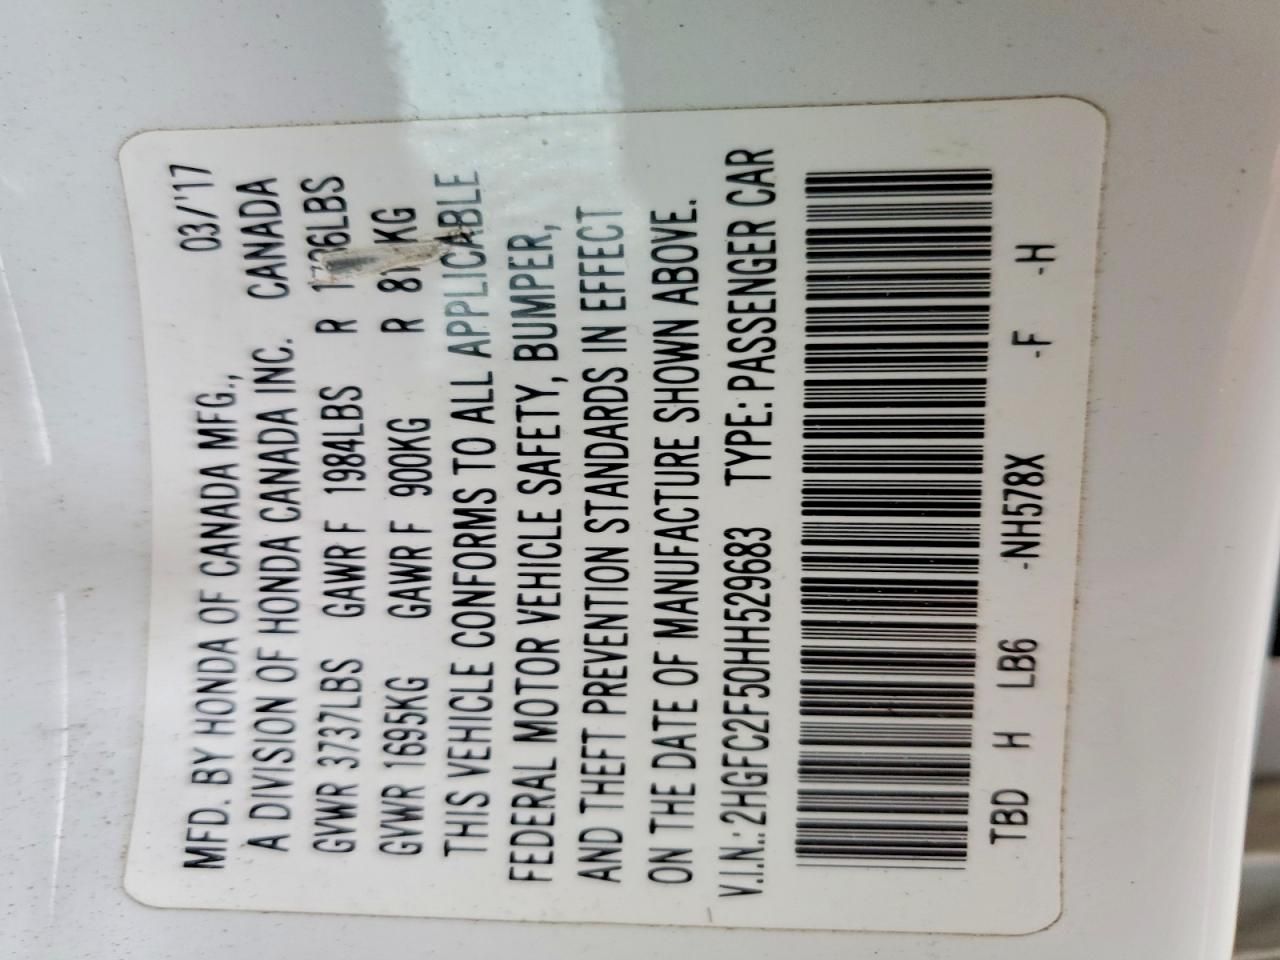 MFD. BY HONDA OF CANADA MFG., 03/'17
A DIVISION OF HONDA CANADA INC. CANADA
GVWR 3737LBS GAWR F 1984LBS R
GVWR 1695KG GAWR F 900KG R
THIS VEHICLE CONFORMS TO ALL APPLICABLE
FEDERAL MOTOR VEHICLE SAFETY, BUMPER,
AND THEFT PREVENTION STANDARDS IN EFFECT
ON THE DATE OF MANUFACTURE SHOWN ABOVE.
V.I.N.: 2HGFC2F50HH529683 TYPE: PASSENGER CAR
TBD H LB6 -NH578X -F -H